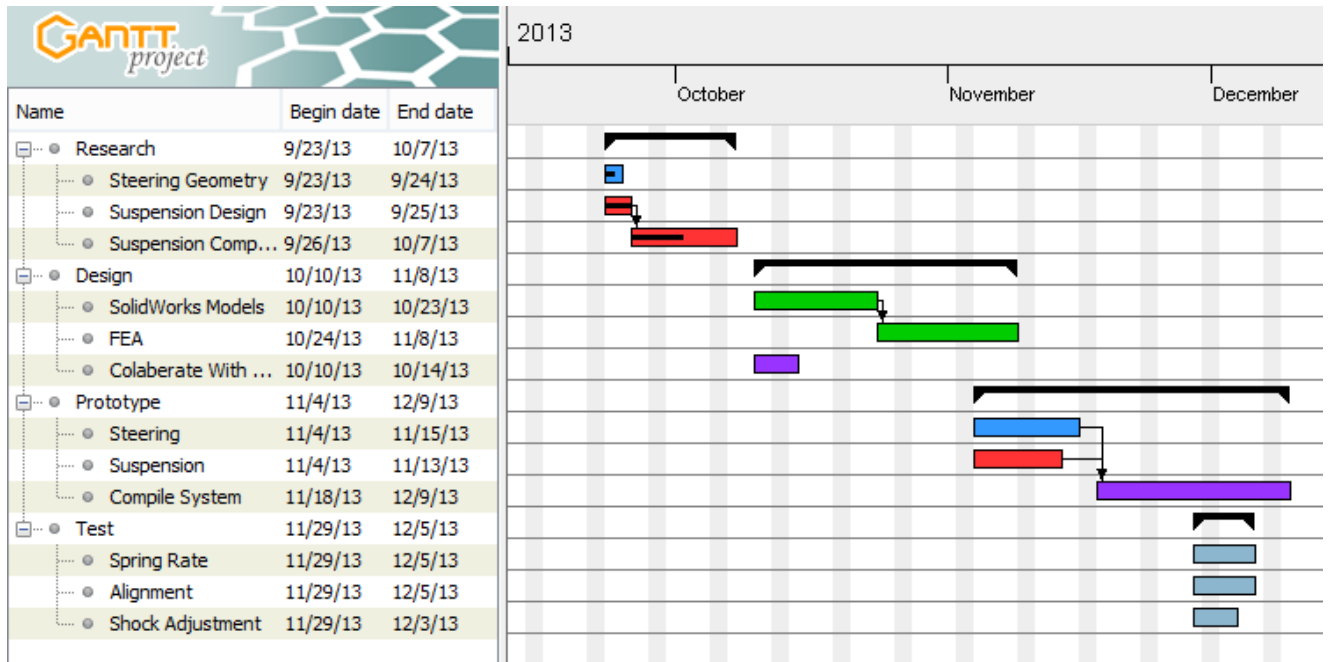 GANTT
project
2013
October November December
Name Begin date End date
Research 9/23/13 10/7/13
Steering Geometry 9/23/13 9/24/13
Suspension Design 9/23/13 9/25/13
Suspension Comp... 9/26/13 10/7/13
Design 10/10/13 11/8/13
SolidWorks Models 10/10/13 10/23/13
FEA 10/24/13 11/8/13
Colaberate With ... 10/10/13 10/14/13
Prototype 11/4/13 12/9/13
Steering 11/4/13 11/15/13
Suspension 11/4/13 11/13/13
Compile System 11/18/13 12/9/13
Test 11/29/13 12/5/13
Spring Rate 11/29/13 12/5/13
Alignment 11/29/13 12/5/13
Shock Adjustment 11/29/13 12/3/13